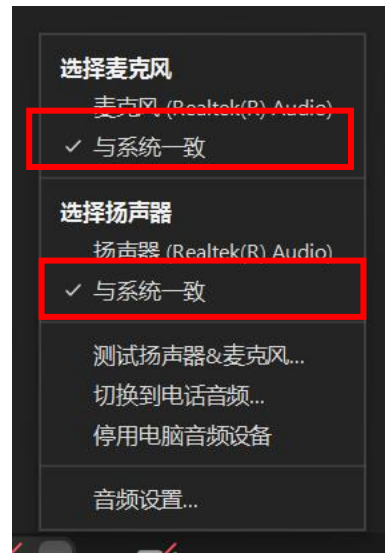 选择麦克风
麦克风 (Realtek(R) Audio)
✓ 与系统一致
选择扬声器
扬声器 (Realtek(R) Audio)
✓ 与系统一致
测试扬声器&麦克风...
切换到电话音频...
停用电脑音频设备
音频设置...